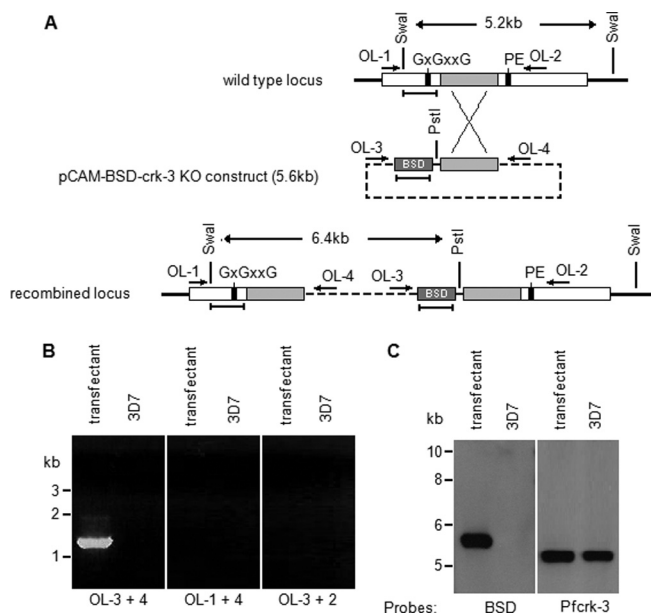 A
SwaI
5.2kb
SwaI
OL-1
GxGxxG
PE
OL-2
wild type locus
PstI
OL-3
BSD
OL-4
pCAM-BSD-crk-3 KO construct (5.6kb)
SwaI
6.4kb
PstI
SwaI
OL-1
GxGxxG
OL-4
OL-3
PE
OL-2
BSD
recombined locus
B
transfectant
3D7
transfectant
3D7
transfectant
3D7
kb
3
2
1
OL-3 + 4
OL-1 + 4
OL-3 + 2
C
transfectant
3D7
transfectant
3D7
kb
10
8
6
5
Probes:
BSD
Pfcrk-3